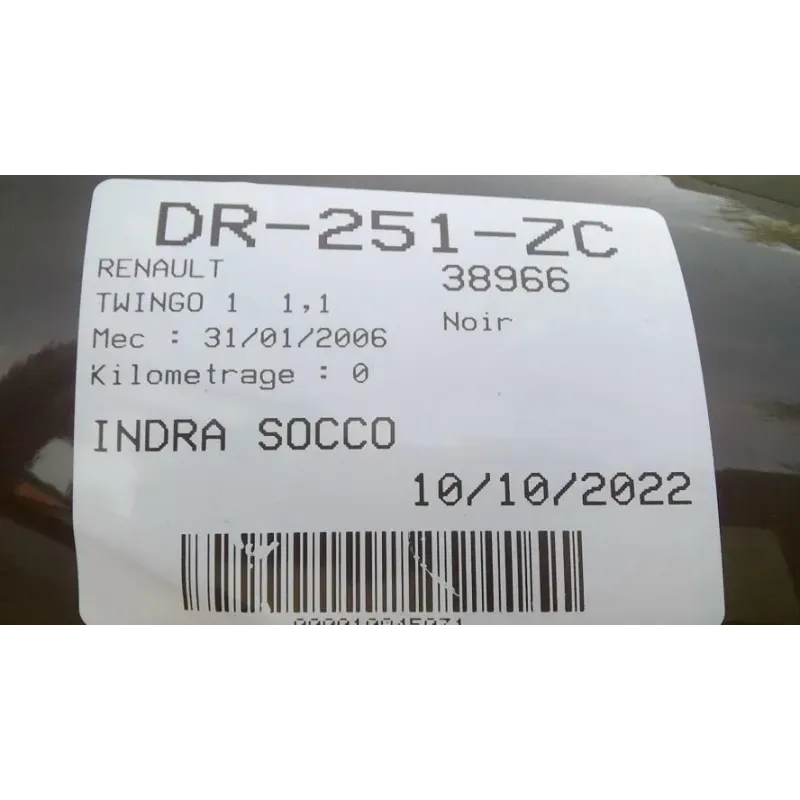 DR-251-ZC
RENAULT 38966
TWINGO 1 1,1 Noir
Mec : 31/01/2006
Kilometrage : 0
INDRA SOCCO
10/10/2022